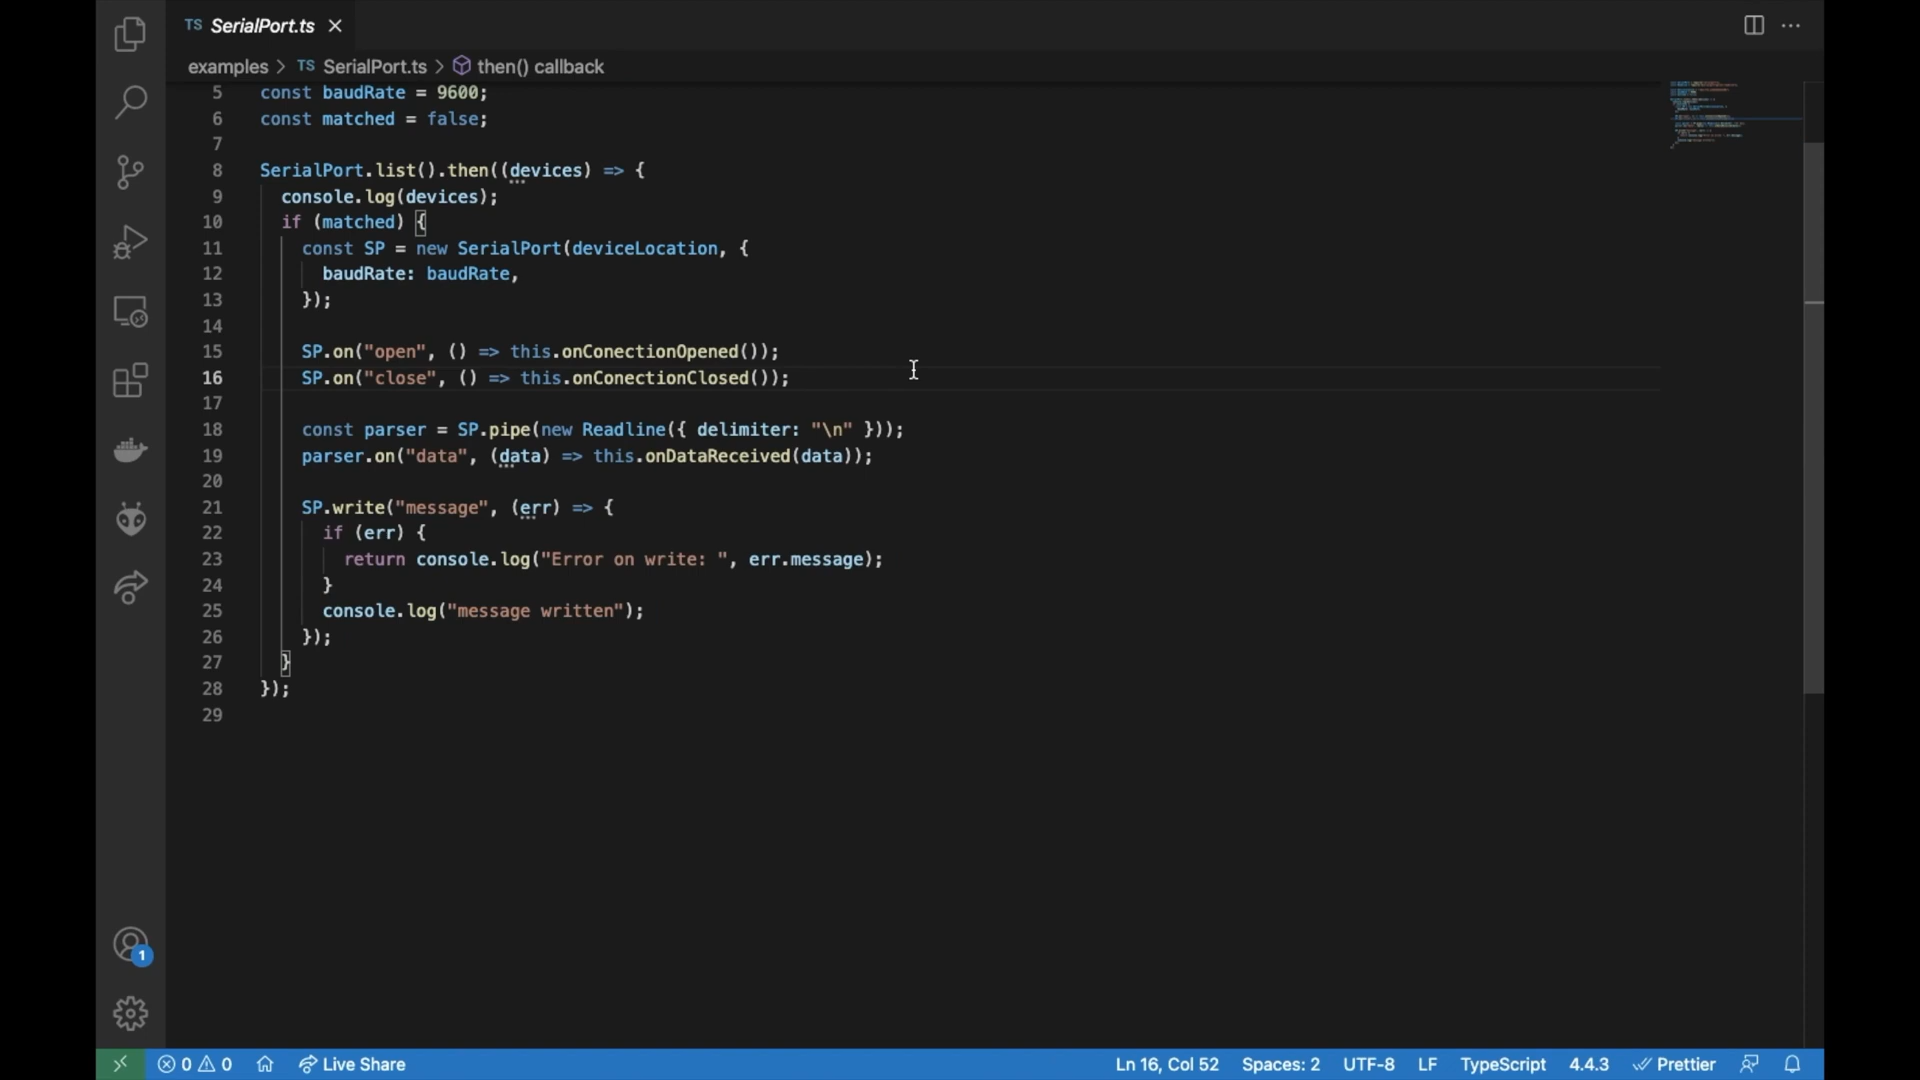 TS SerialPort.ts
examples > TS SerialPort.ts > then() callback
5 const baudRate = 9600;
6 const matched = false;
7
8 SerialPort.list().then((devices) => {
9 console.log(devices);
10 if (matched) {
11 const SP = new SerialPort(deviceLocation, {
12 baudRate: baudRate,
13 });
14
15 SP.on("open", () => this.onConectionOpened());
16 SP.on("close", () => this.onConectionClosed());
17
18 const parser = SP.pipe(new Readline({ delimiter: "\n" }));
19 parser.on("data", (data) => this.onDataReceived(data));
20
21 SP.write("message", (err) => {
22 if (err) {
23 return console.log("Error on write: ", err.message);
24 }
25 console.log("message written");
26 });
27 }
28 });
29
1
0 0 Live Share Ln 16, Col 52 Spaces: 2 UTF-8 LF TypeScript 4.4.3 Prettier